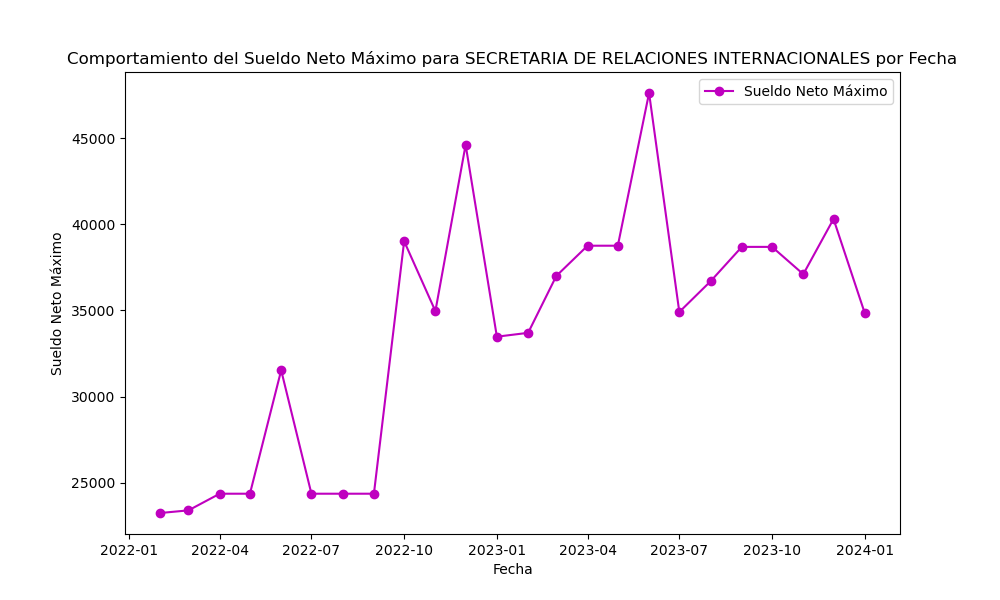 Comportamiento del Sueldo Neto Máximo para SECRETARIA DE RELACIONES INTERNACIONALES por Fecha
Sueldo Neto Máximo
45000
40000
35000
30000
25000
Sueldo Neto Máximo
2022-01 2022-04 2022-07 2022-10 2023-01 2023-04 2023-07 2023-10 2024-01
Fecha